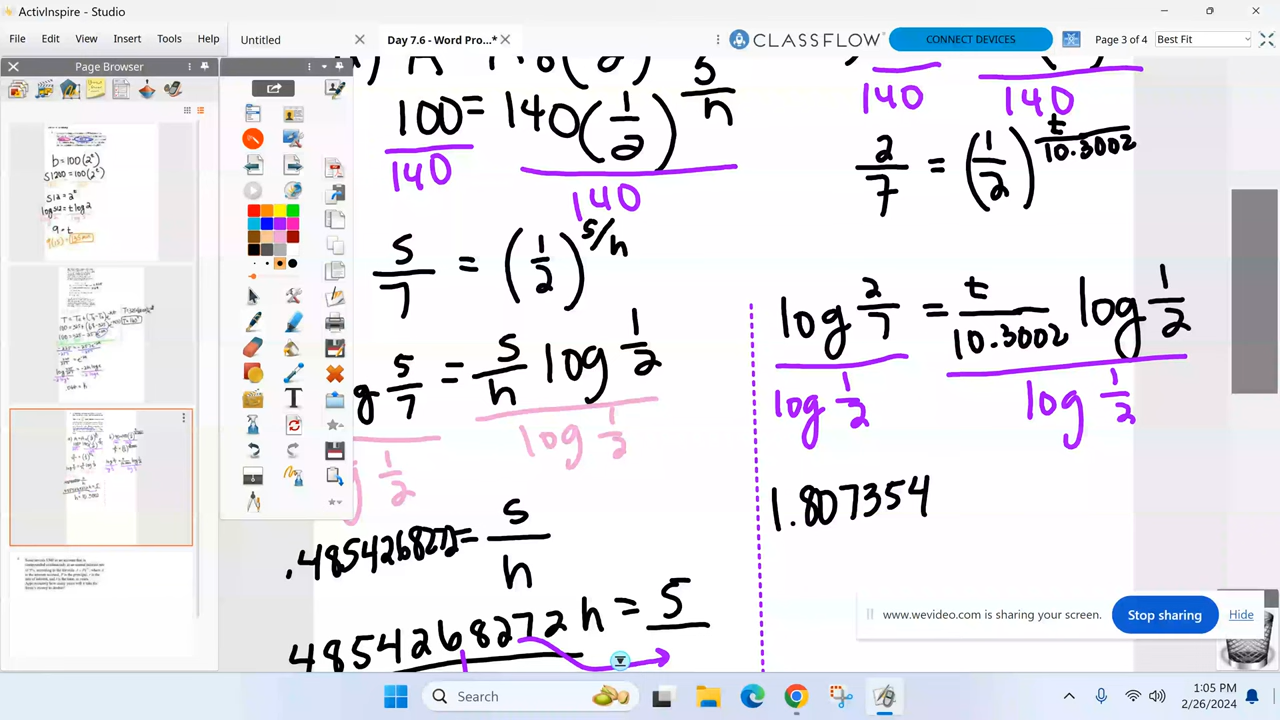 ActivInspire - Studio
File Edit View Insert Tools Help
Untitled
Day 7.6 - Word Pro...*
CLASSFLOW
CONNECT DEVICES
Page 3 of 4
Best Fit
Page Browser
100 = 140(1/2)^(5/h)
140 140
5/7 = (1/2)^(5/h)
g 5/7 = 5/h log 1/2
g 1/2 log 1/2
.4854268272 = 5/h
4854268272 h = 5
140 140
2/7 = (1/2)^(t/10.3002)
log 2/7 = t/10.3002 log 1/2
log 1/2 log 1/2
1.807354
www.wevideo.com is sharing your screen.
Stop sharing
Hide
Search
1:05 PM
2/26/2024